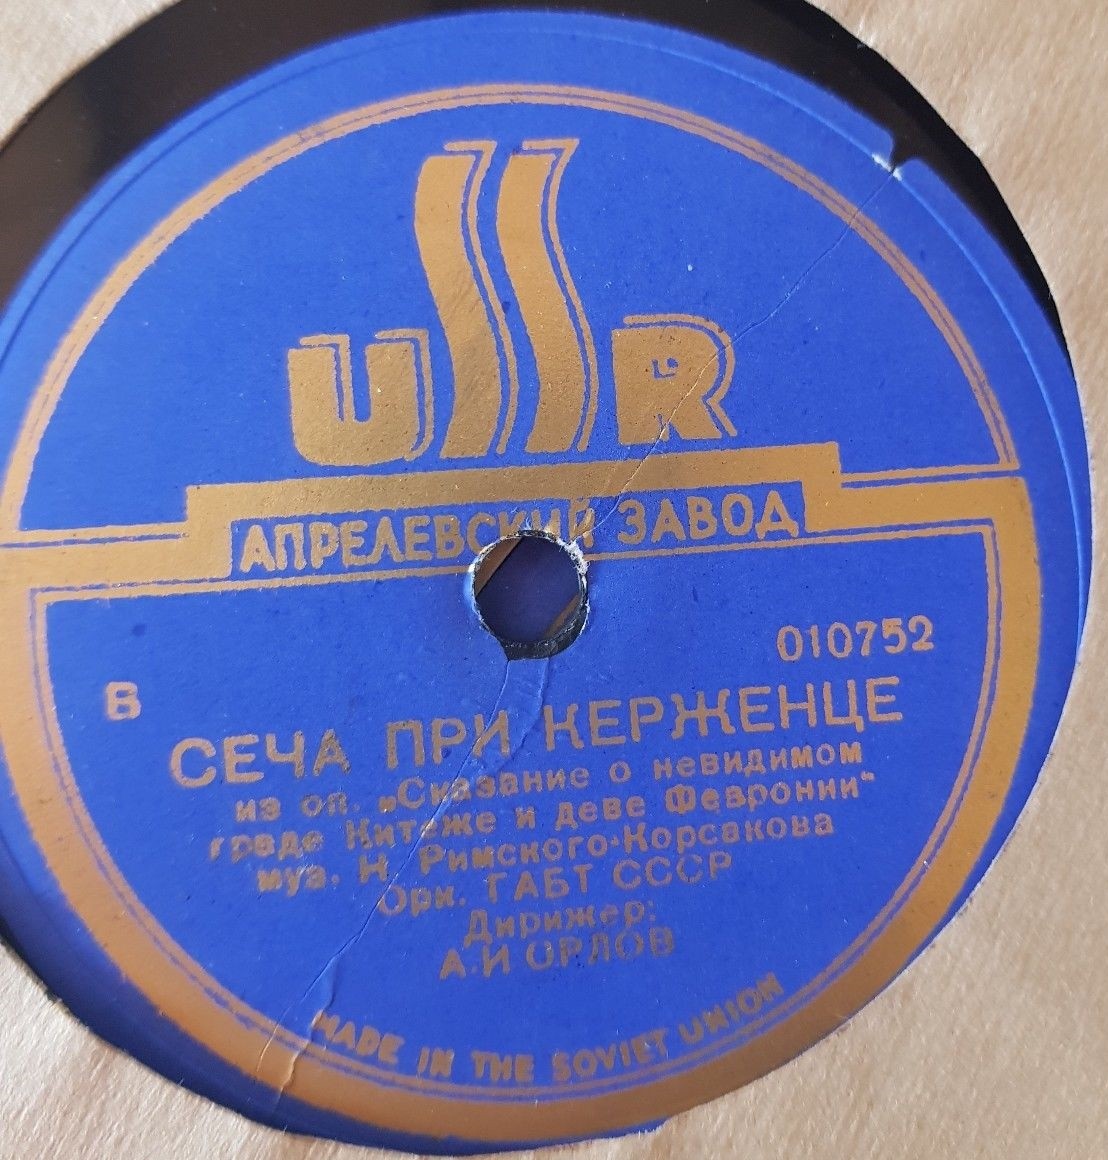 USSR
АПРЕЛЕВСКИЙ ЗАВОД
010752
В
СЕЧА ПРИ КЕРЖЕНЦЕ
из оп. „Сказание о невидимом
граде Китеже и деве Февронии“
муз. Н. Римского-Корсакова
Орк. ГАБТ СССР
Дирижер:
А.И ОРЛОВ
MADE IN THE SOVIET UNION